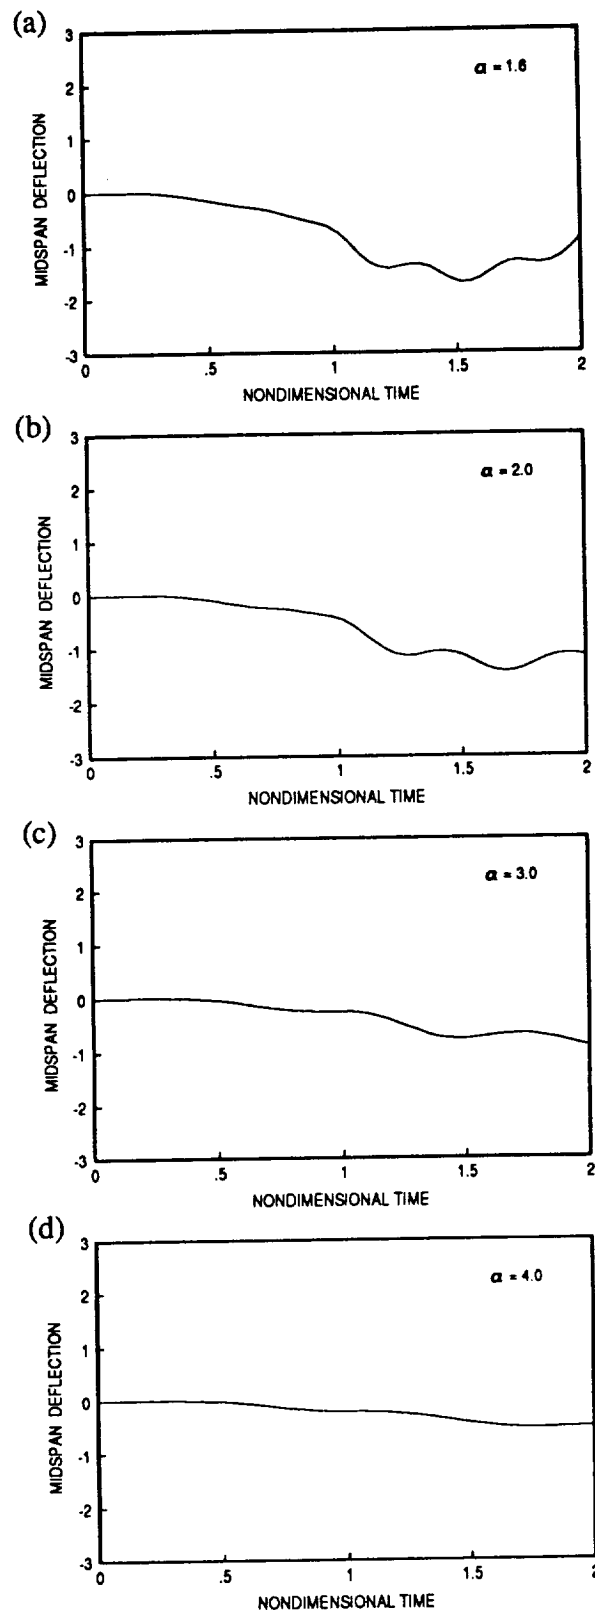 (a)
3
α = 1.6
2
1
0
-1
-2
-3
MIDSPAN DEFLECTION
0 .5 1 1.5 2
NONDIMENSIONAL TIME
(b)
3
α = 2.0
2
1
0
-1
-2
-3
MIDSPAN DEFLECTION
0 .5 1 1.5 2
NONDIMENSIONAL TIME
(c)
3
α = 3.0
2
1
0
-1
-2
-3
MIDSPAN DEFLECTION
0 .5 1 1.5 2
NONDIMENSIONAL TIME
(d)
3
α = 4.0
2
1
0
-1
-2
-3
MIDSPAN DEFLECTION
0 .5 1 1.5 2
NONDIMENSIONAL TIME